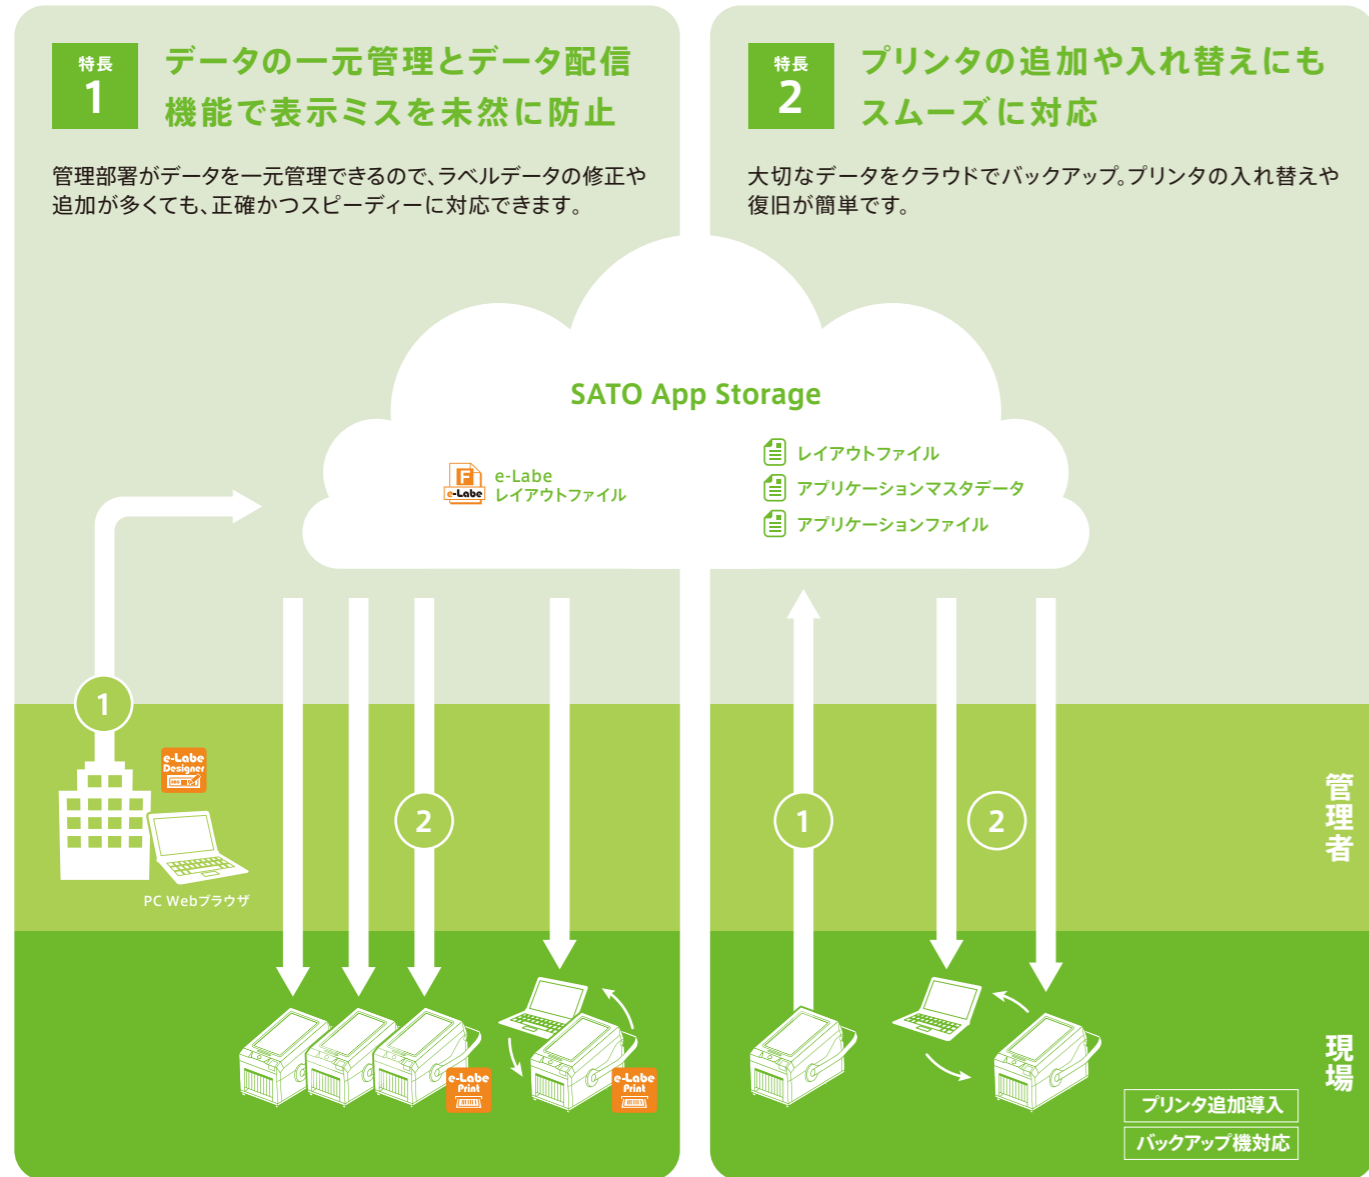 特長
1
データの一元管理とデータ配信
機能で表示ミスを未然に防止
管理部署がデータを一元管理できるので、ラベルデータの修正や
追加が多くても、正確かつスピーディーに対応できます。
特長
2
プリンタの追加や入れ替えにも
スムーズに対応
大切なデータをクラウドでバックアップ。プリンタの入れ替えや
復旧が簡単です。
SATO App Storage
F
e-Labe
e-Labe
レイアウトファイル
レイアウトファイル
アプリケーションマスタデータ
アプリケーションファイル
1
e-Labe
Designer
PC Webブラウザ
2
1
2
管理者
e-Labe
Print
e-Labe
Print
現場
プリンタ追加導入
バックアップ機対応